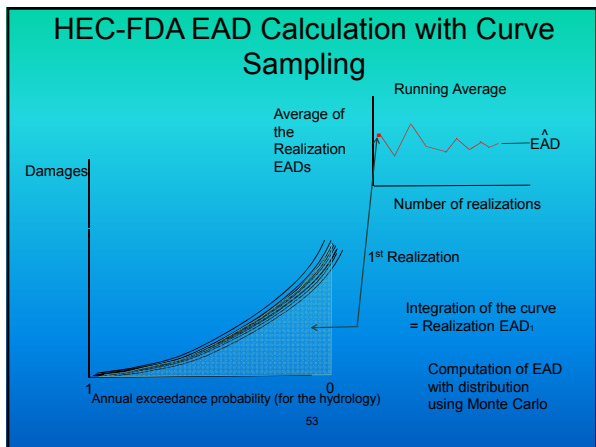 HEC-FDA EAD Calculation with Curve
Sampling
Running Average
Average of
the
Realization
EADs
^
EAD
Damages
Number of realizations
1st Realization
Integration of the curve
= Realization EAD1
1
0
Annual exceedance probability (for the hydrology)
Computation of EAD
with distribution
using Monte Carlo
53